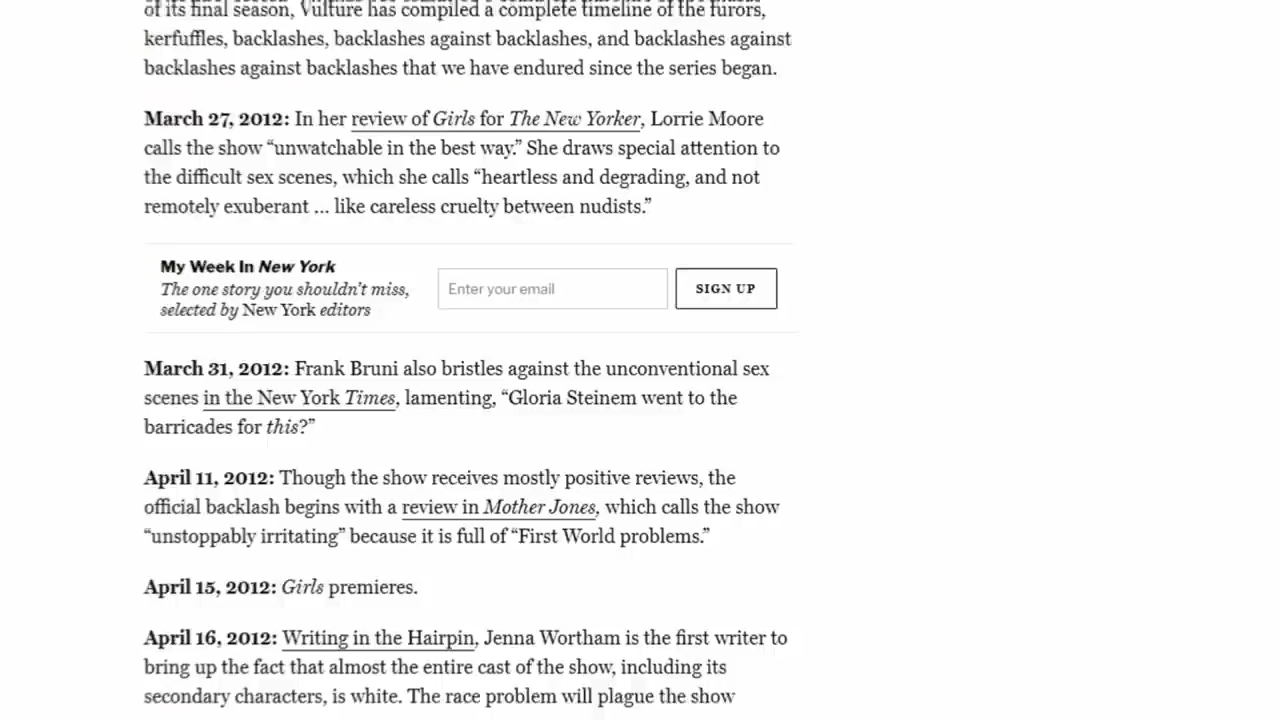 of its final season, Vulture has compiled a complete timeline of the furors,
kerfuffles, backlashes, backlashes against backlashes, and backlashes against
backlashes against backlashes that we have endured since the series began.
March 27, 2012: In her review of Girls for The New Yorker, Lorrie Moore
calls the show “unwatchable in the best way.” She draws special attention to
the difficult sex scenes, which she calls “heartless and degrading, and not
remotely exuberant ... like careless cruelty between nudists.”
My Week In New York
The one story you shouldn’t miss,
selected by New York editors
Enter your email
SIGN UP
March 31, 2012: Frank Bruni also bristles against the unconventional sex
scenes in the New York Times, lamenting, “Gloria Steinem went to the
barricades for this?”
April 11, 2012: Though the show receives mostly positive reviews, the
official backlash begins with a review in Mother Jones, which calls the show
“unstoppably irritating” because it is full of “First World problems.”
April 15, 2012: Girls premieres.
April 16, 2012: Writing in the Hairpin, Jenna Wortham is the first writer to
bring up the fact that almost the entire cast of the show, including its
secondary characters, is white. The race problem will plague the show